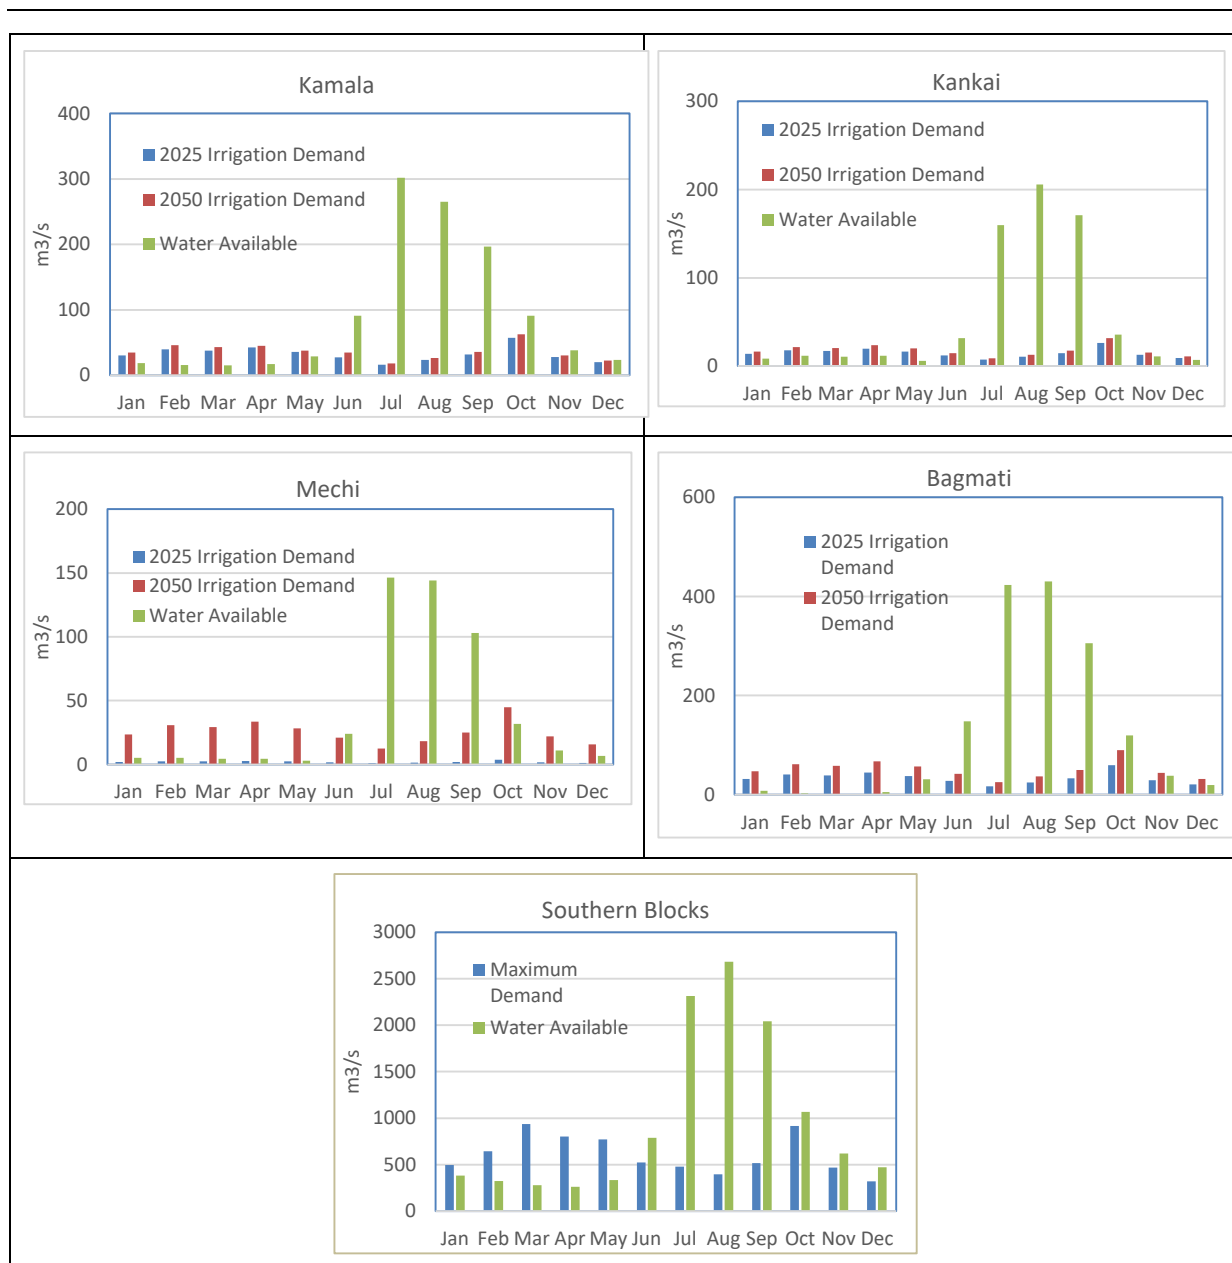 Kamala
400
300
200
100
0
m3/s
2025 Irrigation Demand
2050 Irrigation Demand
Water Available
Jan Feb Mar Apr May Jun Jul Aug Sep Oct Nov Dec
Kankai
300
200
100
0
m3/s
2025 Irrigation Demand
2050 Irrigation Demand
Water Available
Jan Feb Mar Apr May Jun Jul Aug Sep Oct Nov Dec
Mechi
200
150
100
50
0
m3/s
2025 Irrigation Demand
2050 Irrigation Demand
Water Available
Jan Feb Mar Apr May Jun Jul Aug Sep Oct Nov Dec
Bagmati
600
400
200
0
m3/s
2025 Irrigation
Demand
2050 Irrigation
Demand
Jan Feb Mar Apr May Jun Jul Aug Sep Oct Nov Dec
Southern Blocks
3000
2500
2000
1500
1000
500
0
m3/s
Maximum
Demand
Water Available
Jan Feb Mar Apr May Jun Jul Aug Sep Oct Nov Dec